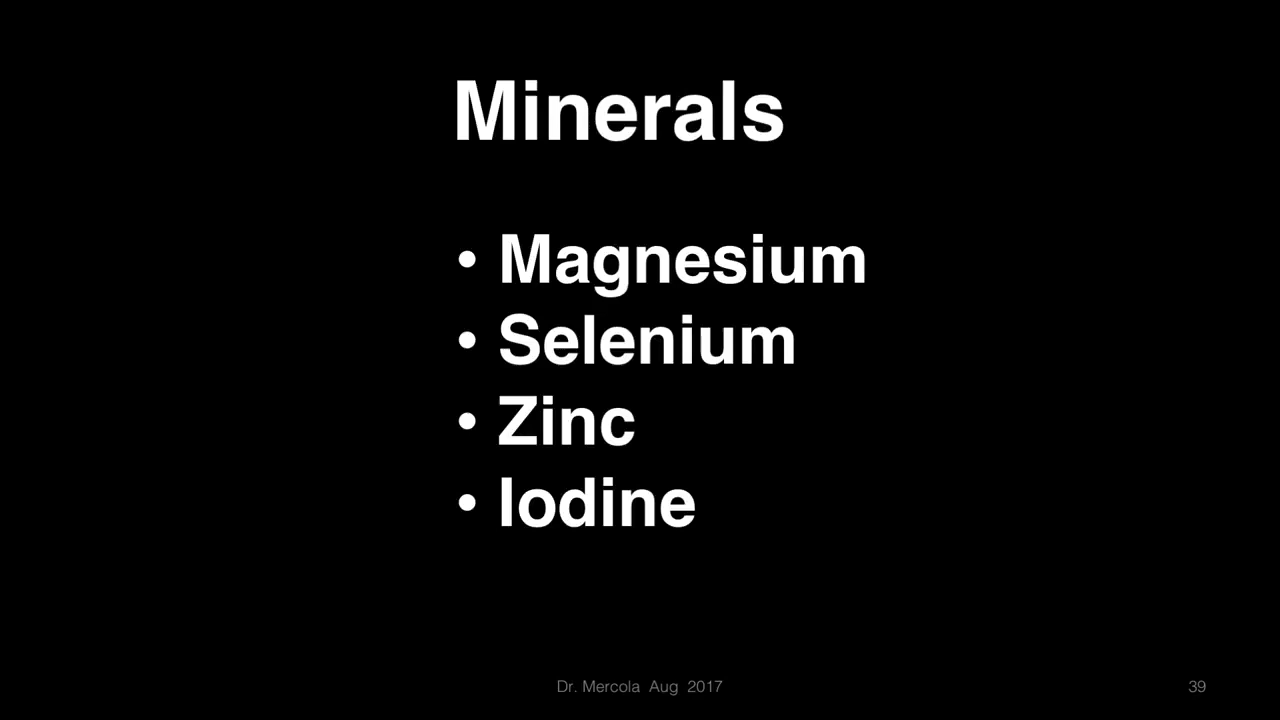 Minerals
• Magnesium
• Selenium
• Zinc
• Iodine
Dr. Mercola Aug 2017
39